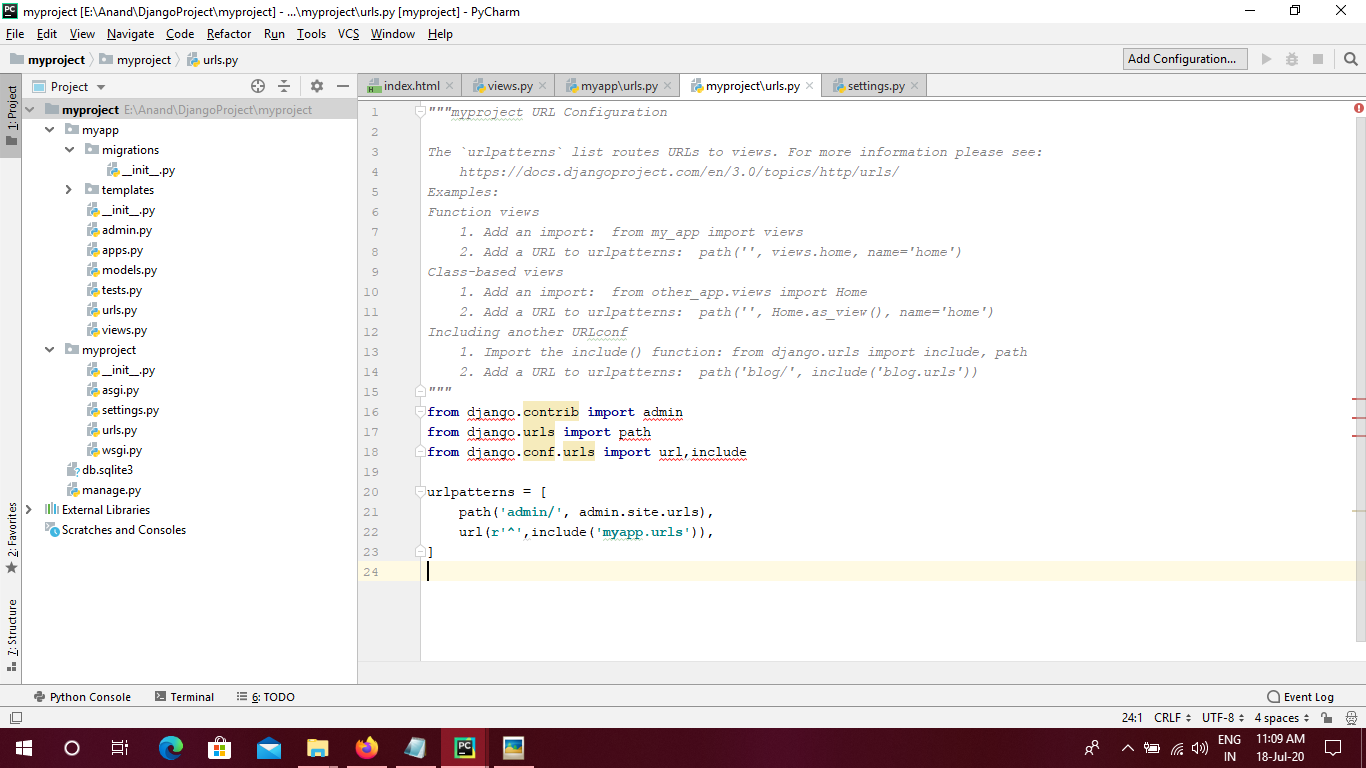 myproject [E:\Anand\DjangoProject\myproject] - ...\myproject\urls.py [myproject] - PyCharm
File Edit View Navigate Code Refactor Run Tools VCS Window Help
myproject myproject urls.py Add Configuration...
Project
index.html views.py myapp\urls.py myproject\urls.py settings.py
1: Project
2: Favorites
7: Structure
myproject E:\Anand\DjangoProject\myproject
myapp
migrations
__init__.py
templates
__init__.py
admin.py
apps.py
models.py
tests.py
urls.py
views.py
myproject
__init__.py
asgi.py
settings.py
urls.py
wsgi.py
db.sqlite3
manage.py
External Libraries
Scratches and Consoles
1 """myproject URL Configuration
2
3 The `urlpatterns` list routes URLs to views. For more information please see:
4     https://docs.djangoproject.com/en/3.0/topics/http/urls/
5 Examples:
6 Function views
7     1. Add an import:  from my_app import views
8     2. Add a URL to urlpatterns:  path('', views.home, name='home')
9 Class-based views
10     1. Add an import:  from other_app.views import Home
11     2. Add a URL to urlpatterns:  path('', Home.as_view(), name='home')
12 Including another URLconf
13     1. Import the include() function: from django.urls import include, path
14     2. Add a URL to urlpatterns:  path('blog/', include('blog.urls'))
15 """
16 from django.contrib import admin
17 from django.urls import path
18 from django.conf.urls import url,include
19
20 urlpatterns = [
21     path('admin/', admin.site.urls),
22     url(r'^',include('myapp.urls')),
23 ]
24
Python Console Terminal 6: TODO Event Log
24:1 CRLF UTF-8 4 spaces
PC
ENG
IN
11:09 AM
18-Jul-20